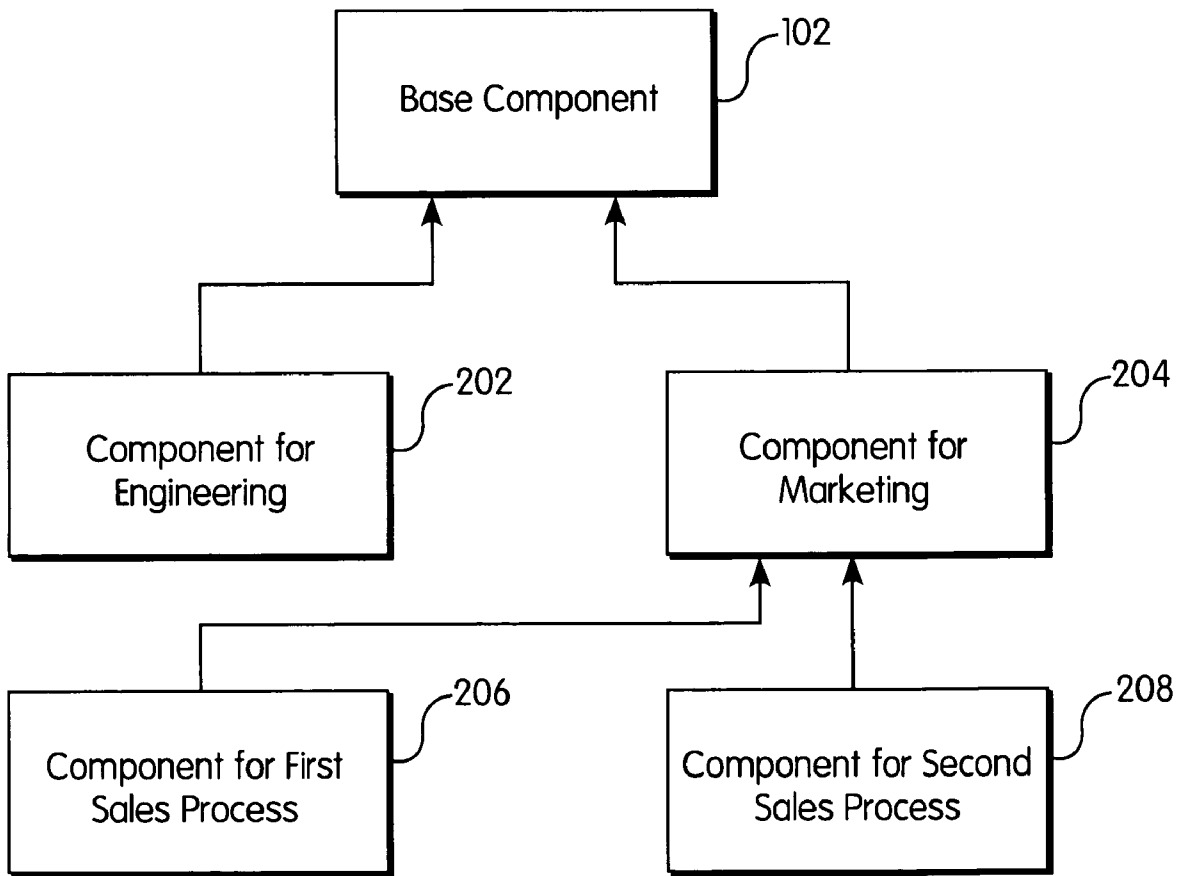 102
Base Component
202
204
Component for
Engineering
Component for
Marketing
206
208
Component for First
Sales Process
Component for Second
Sales Process